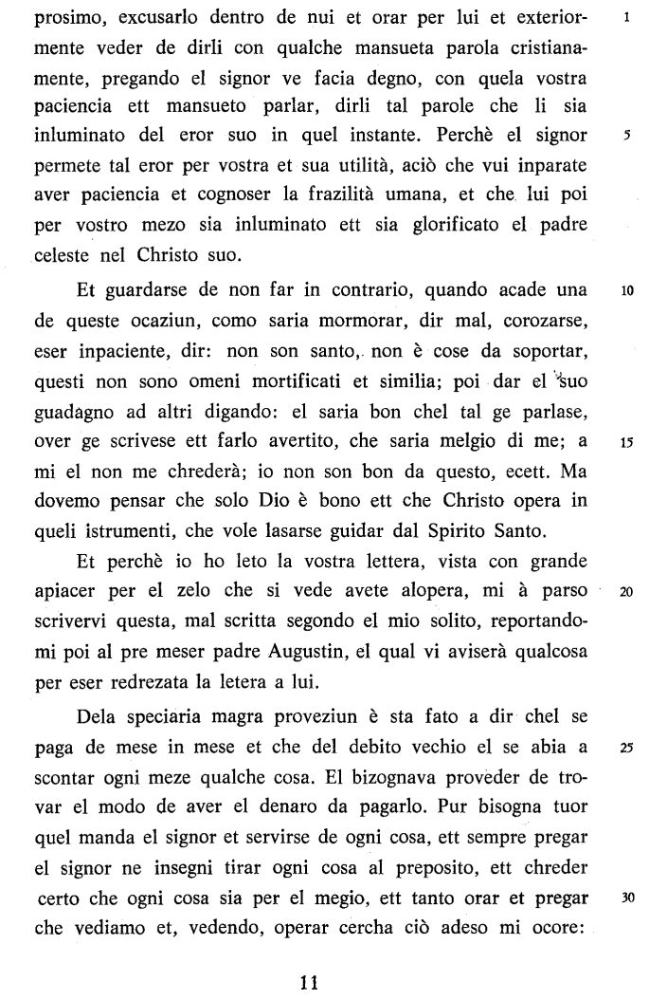 prosimo, excusarlo dentro de nui et orar per lui et exterior- 1
mente veder de dirli con qualche mansueta parola cristiana-
mente, pregando el signor ve facia degno, con quela vostra
paciencia ett mansueto parlar, dirli tal parole che li sia
inluminato del eror suo in quel instante. Perchè el signor 5
permete tal eror per vostra et sua utilità, aciò che vui inparate
aver paciencia et cognoser la frazilità umana, et che lui poi
per vostro mezo sia inluminato ett sia glorificato el padre
celeste nel Christo suo.
Et guardarse de non far in contrario, quando acade una 10
de queste ocaziun, como saria mormorar, dir mal, corozarse,
eser inpaciente, dir: non son santo, non è cose da soportar,
questi non sono omeni mortificati et similia; poi dar el suo
guadagno ad altri digando: el saria bon chel tal ge parlase,
over ge scrivese ett farlo avertito, che saria melgio di me; a 15
mi el non me chrederà; io non son bon da questo, ecett. Ma
dovemo pensar che solo Dio è bono ett che Christo opera in
queli istrumenti, che vole lasarse guidar dal Spirito Santo.
Et perchè io ho leto la vostra lettera, vista con grande
apiacer per el zelo che si vede avete alopera, mi à parso 20
scrivervi questa, mal scritta segondo el mio solito, reportando-
mi poi al pre meser padre Augustin, el qual vi aviserà qualcosa
per eser redrezata la letera a lui.
Dela speciaria magra proveziun è sta fato a dir chel se
paga de mese in mese et che del debito vechio el se abia a 25
scontar ogni meze qualche cosa. El bizognava proveder de tro-
var el modo de aver el denaro da pagarlo. Pur bisogna tuor
quel manda el signor et servirse de ogni cosa, ett sempre pregar
el signor ne insegni tirar ogni cosa al preposito, ett chreder
certo che ogni cosa sia per el megio, ett tanto orar et pregar 30
che vediamo et, vedendo, operar cercha ciò adeso mi ocore:
11